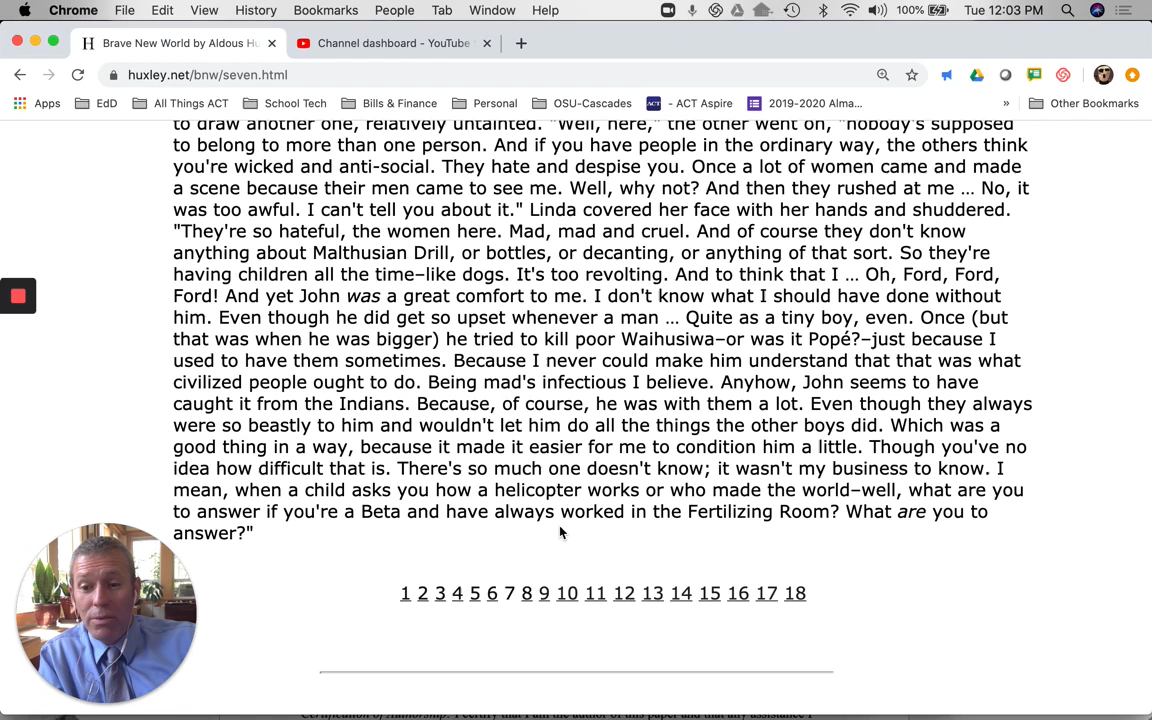 Chrome File Edit View History Bookmarks People Tab Window Help 100% Tue 12:03 PM
Brave New World by Aldous Hu Channel dashboard - YouTube
huxley.net/bnw/seven.html
Apps EdD All Things ACT School Tech Bills & Finance Personal OSU-Cascades ACT - ACT Aspire 2019-2020 Alma... » Other Bookmarks
to draw another one, relatively untainted. "Well, here," the other went on, "nobody's supposed
to belong to more than one person. And if you have people in the ordinary way, the others think
you're wicked and anti-social. They hate and despise you. Once a lot of women came and made
a scene because their men came to see me. Well, why not? And then they rushed at me … No, it
was too awful. I can't tell you about it." Linda covered her face with her hands and shuddered.
"They're so hateful, the women here. Mad, mad and cruel. And of course they don't know
anything about Malthusian Drill, or bottles, or decanting, or anything of that sort. So they're
having children all the time–like dogs. It's too revolting. And to think that I … Oh, Ford, Ford,
Ford! And yet John was a great comfort to me. I don't know what I should have done without
him. Even though he did get so upset whenever a man … Quite as a tiny boy, even. Once (but
that was when he was bigger) he tried to kill poor Waihusiwa–or was it Popé?–just because I
used to have them sometimes. Because I never could make him understand that that was what
civilized people ought to do. Being mad's infectious I believe. Anyhow, John seems to have
caught it from the Indians. Because, of course, he was with them a lot. Even though they always
were so beastly to him and wouldn't let him do all the things the other boys did. Which was a
good thing in a way, because it made it easier for me to condition him a little. Though you've no
idea how difficult that is. There's so much one doesn't know; it wasn't my business to know. I
mean, when a child asks you how a helicopter works or who made the world–well, what are you
to answer if you're a Beta and have always worked in the Fertilizing Room? What are you to
answer?"
1 2 3 4 5 6 7 8 9 10 11 12 13 14 15 16 17 18
Certification of Authorship: I certify that I am the author of this paper and that any assistance I